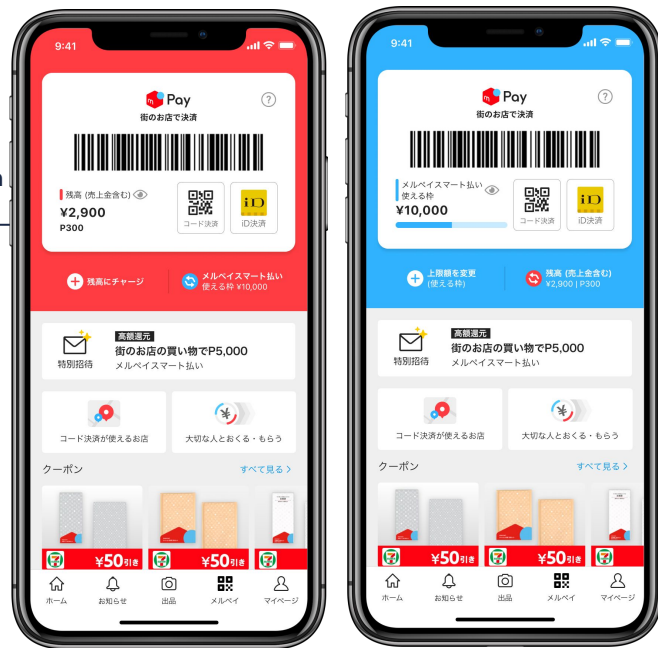 9:41
Pay
街のお店で決済
残高 (売上金含む)
¥2,900
P300
コード決済
iD
iD決済
残高にチャージ
メルペイスマート払い
使える枠 ¥10,000
特別招待
高額還元
街のお店の買い物でP5,000
メルペイスマート払い
コード決済が使えるお店
大切な人とおくる・もらう
クーポン
すべて見る
¥50引き
¥50引き
ホーム
お知らせ
出品
メルペイ
マイページ
9:41
Pay
街のお店で決済
メルペイスマート払い
使える枠
¥10,000
コード決済
iD
iD決済
上限額を変更
(使える枠)
残高 (売上金含む)
¥2,900 | P300
特別招待
高額還元
街のお店の買い物でP5,000
メルペイスマート払い
コード決済が使えるお店
大切な人とおくる・もらう
クーポン
すべて見る
¥50引き
¥50引き
ホーム
お知らせ
出品
メルペイ
マイページ